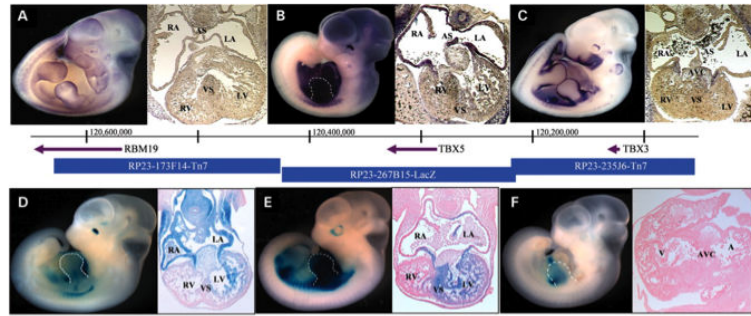 A
RA
AS
LA
RV
VS
LV
B
RA
AS
LA
RV
VS
LV
C
RA
AS
LA
AVC
RV
VS
LV
120,600,000
120,400,000
120,200,000
RBM19
TBX5
TBX3
RP23-173F14-Tn7
RP23-267B15-LacZ
RP23-235J6-Tn7
D
RA
LA
RV
VS
LV
E
RA
LA
RV
VS
LV
F
V
AVC
A